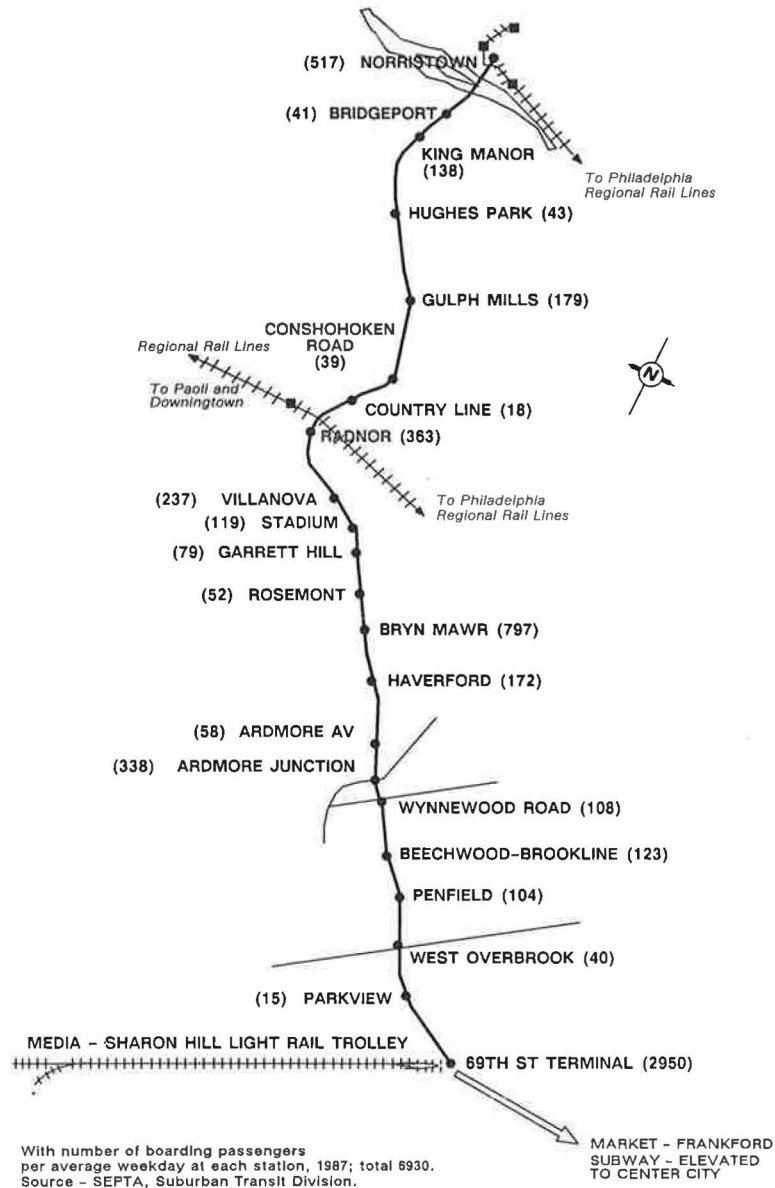 (517) NORRISTOWN
(41) BRIDGEPORT
KING MANOR
(138)
To Philadelphia
Regional Rail Lines
HUGHES PARK (43)
GULPH MILLS (179)
CONSHOHOKEN
ROAD
(39)
Regional Rail Lines
To Paoli and
Downingtown
N
COUNTRY LINE (18)
RADNOR (363)
(237) VILLANOVA
To Philadelphia
Regional Rail Lines
(119) STADIUM
(79) GARRETT HILL
(52) ROSEMONT
BRYN MAWR (797)
HAVERFORD (172)
(58) ARDMORE AV
(338) ARDMORE JUNCTION
WYNNEWOOD ROAD (108)
BEECHWOOD-BROOKLINE (123)
PENFIELD (104)
WEST OVERBROOK (40)
(15) PARKVIEW
MEDIA - SHARON HILL LIGHT RAIL TROLLEY
69TH ST TERMINAL (2950)
MARKET - FRANKFORD
SUBWAY - ELEVATED
TO CENTER CITY
With number of boarding passengers
per average weekday at each station, 1987; total 6930.
Source - SEPTA, Suburban Transit Division.